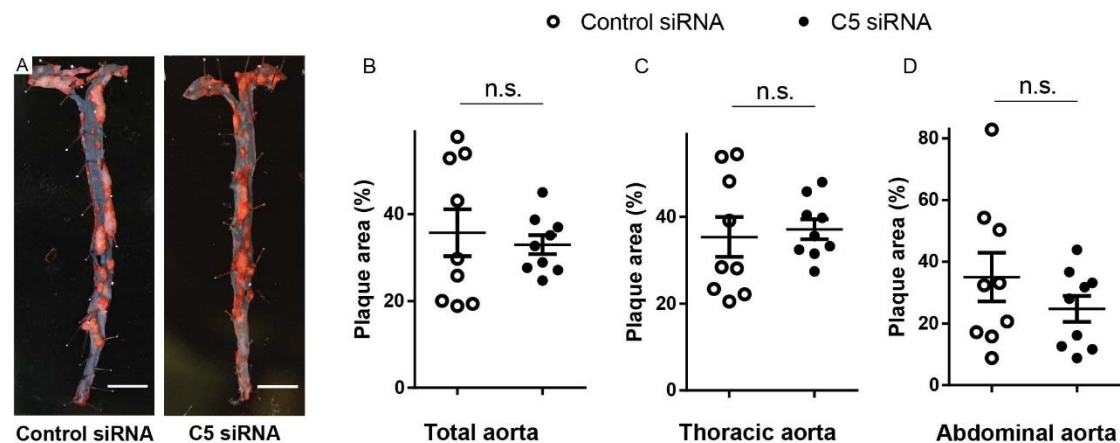 Control siRNA C5 siRNA
A
Control siRNA C5 siRNA
B
n.s.
Plaque area (%)
40
20
0
Total aorta
C
n.s.
Plaque area (%)
40
20
0
Thoracic aorta
D
n.s.
Plaque area (%)
80
60
40
20
0
Abdominal aorta